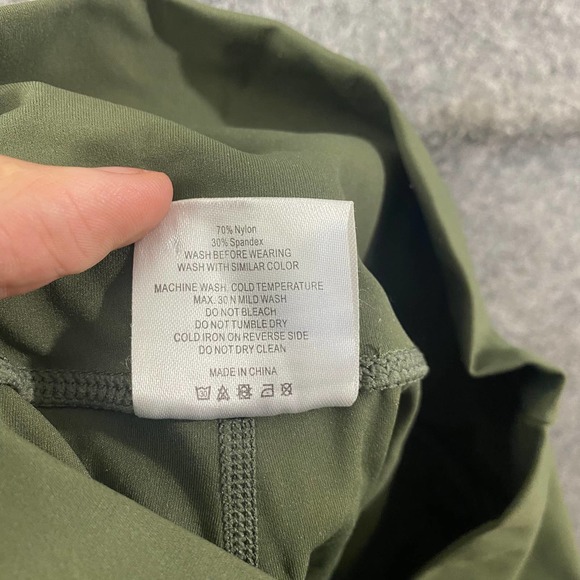 70% Nylon
30% Spandex
WASH BEFORE WEARING
WASH WITH SIMILAR COLOR
MACHINE WASH, COLD TEMPERATURE
MAX. 30 N MILD WASH
DO NOT BLEACH
DO NOT TUMBLE DRY
COLD IRON ON REVERSE SIDE
DO NOT DRY CLEAN
MADE IN CHINA